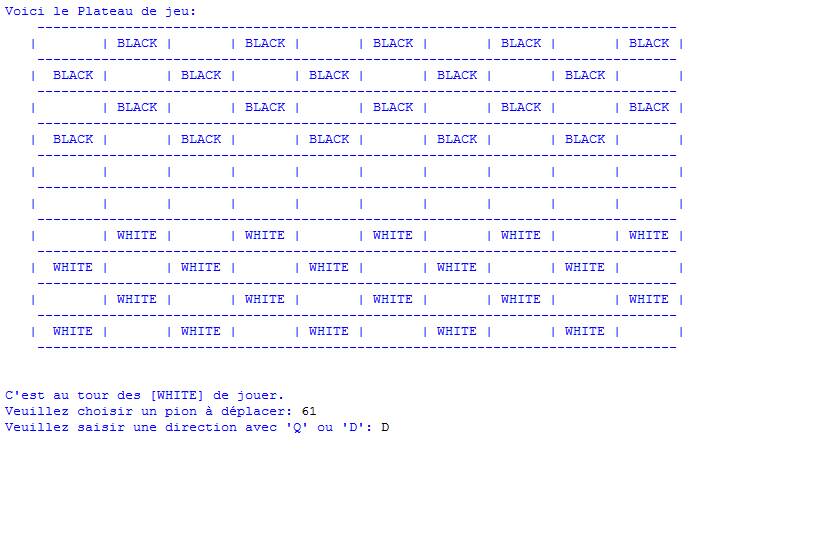 Voici le Plateau de jeu:
--------------------------------------------------------------------------------
|        | BLACK |       | BLACK |       | BLACK |       | BLACK |       | BLACK |
--------------------------------------------------------------------------------
|  BLACK |       | BLACK |       | BLACK |       | BLACK |       | BLACK |       |
--------------------------------------------------------------------------------
|        | BLACK |       | BLACK |       | BLACK |       | BLACK |       | BLACK |
--------------------------------------------------------------------------------
|  BLACK |       | BLACK |       | BLACK |       | BLACK |       | BLACK |       |
--------------------------------------------------------------------------------
|        |       |       |       |       |       |       |       |       |       |
--------------------------------------------------------------------------------
|        |       |       |       |       |       |       |       |       |       |
--------------------------------------------------------------------------------
|        | WHITE |       | WHITE |       | WHITE |       | WHITE |       | WHITE |
--------------------------------------------------------------------------------
|  WHITE |       | WHITE |       | WHITE |       | WHITE |       | WHITE |       |
--------------------------------------------------------------------------------
|        | WHITE |       | WHITE |       | WHITE |       | WHITE |       | WHITE |
--------------------------------------------------------------------------------
|  WHITE |       | WHITE |       | WHITE |       | WHITE |       | WHITE |       |
--------------------------------------------------------------------------------
C'est au tour des [WHITE] de jouer.
Veuillez choisir un pion à déplacer: 61
Veuillez saisir une direction avec 'Q' ou 'D': D